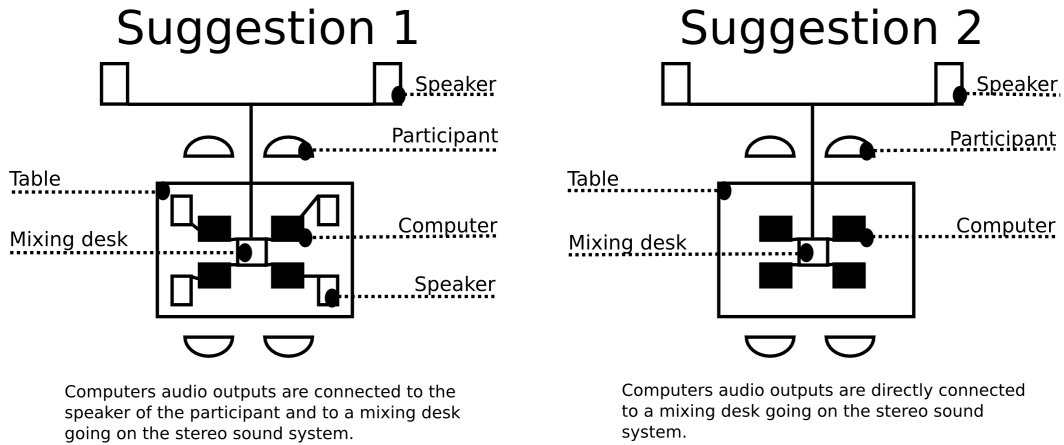 Suggestion 1
Speaker
Participant
Table
Computer
Mixing desk
Speaker
Computers audio outputs are connected to the
speaker of the participant and to a mixing desk
going on the stereo sound system.
Suggestion 2
Speaker
Participant
Table
Computer
Mixing desk
Computers audio outputs are directly connected
to a mixing desk going on the stereo sound
system.